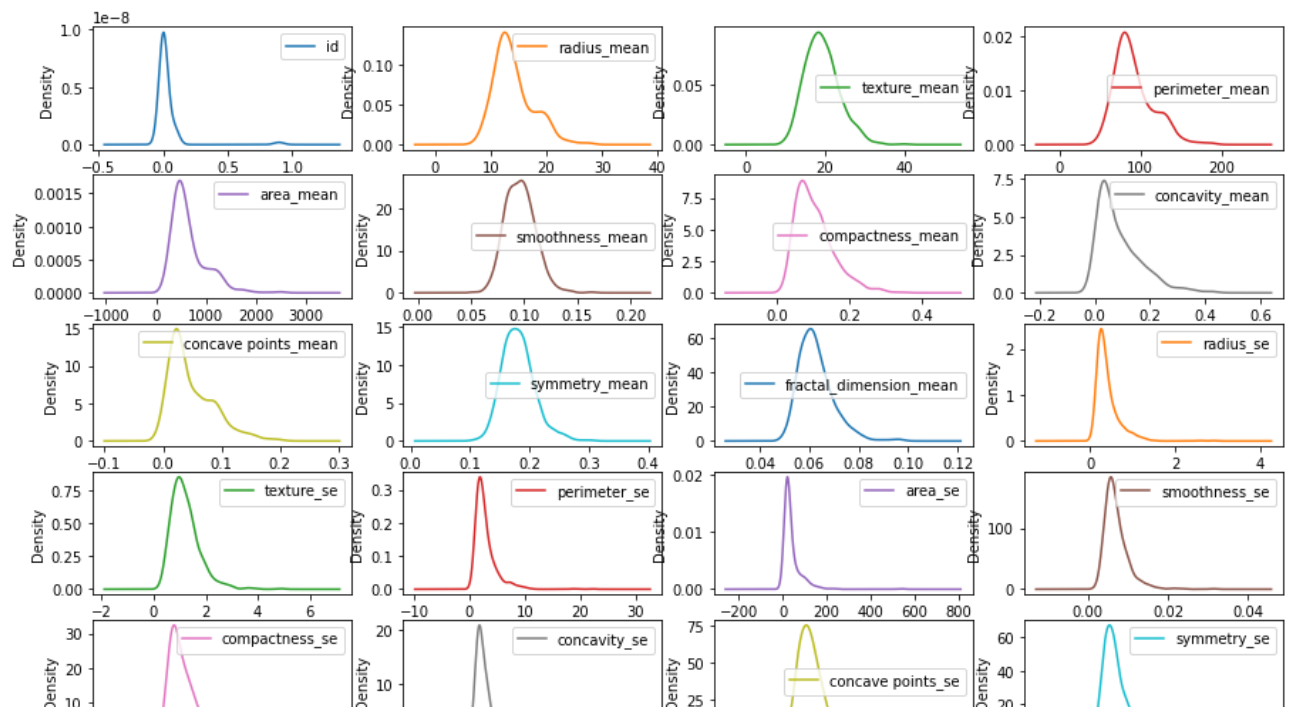 1e−8
1.0
0.5
0.0
Density
id
−0.5 0.0 0.5 1.0
0.10
0.05
0.00
Density
radius_mean
0 10 20 30 40
0.05
0.00
Density
texture_mean
0 20 40
0.02
0.01
0.00
Density
perimeter_mean
0 100 200
0.0015
0.0010
0.0005
0.0000
Density
area_mean
−1000 0 1000 2000 3000
20
10
0
Density
smoothness_mean
0.00 0.05 0.10 0.15 0.20
7.5
5.0
2.5
0.0
Density
compactness_mean
0.0 0.2 0.4
7.5
5.0
2.5
0.0
Density
concavity_mean
−0.2 0.0 0.2 0.4 0.6
15
10
5
0
Density
concave points_mean
−0.1 0.0 0.1 0.2 0.3
15
10
5
0
Density
symmetry_mean
0.0 0.1 0.2 0.3 0.4
60
40
20
0
Density
fractal_dimension_mean
0.04 0.06 0.08 0.10 0.12
2
1
0
Density
radius_se
0 2 4
0.75
0.50
0.25
0.00
Density
texture_se
−2 0 2 4 6
0.3
0.2
0.1
0.0
Density
perimeter_se
−10 0 10 20 30
0.02
0.01
0.00
Density
area_se
−200 0 200 400 600 800
100
0
Density
smoothness_se
0.00 0.02 0.04
30
20
10
Density
compactness_se
20
10
Density
concavity_se
75
50
25
Density
concave points_se
60
40
20
Density
symmetry_se